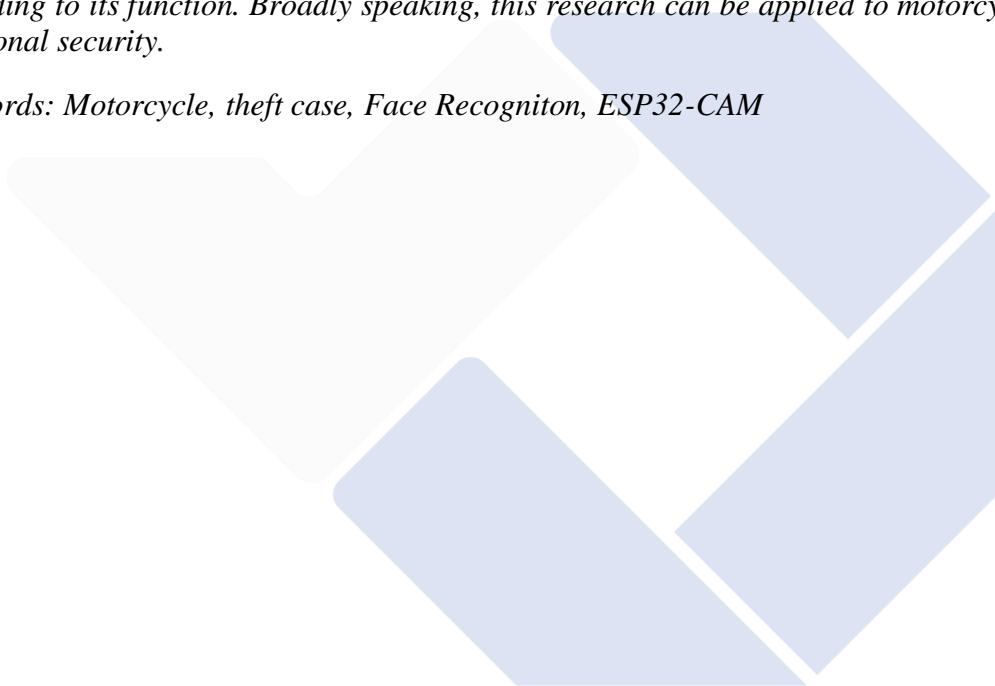 ling to its function. Broadly speaking, this research can be applied to motorcy
onal security.
ords: Motorcycle, theft case, Face Recogniton, ESP32-CAM